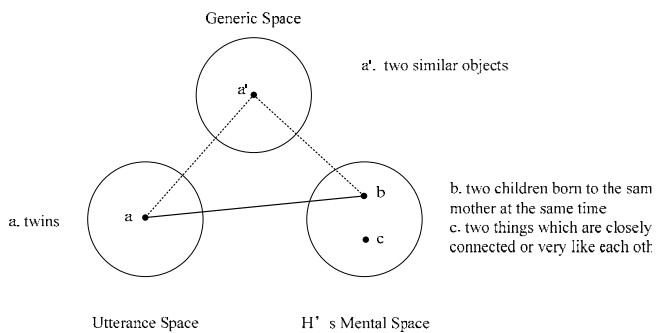 Generic Space
a'. two similar objects
a'
b
a
c
a. twins
b. two children born to the sam
mother at the same time
c. two things which are closely
connected or very like each oth
Utterance Space
H's Mental Space